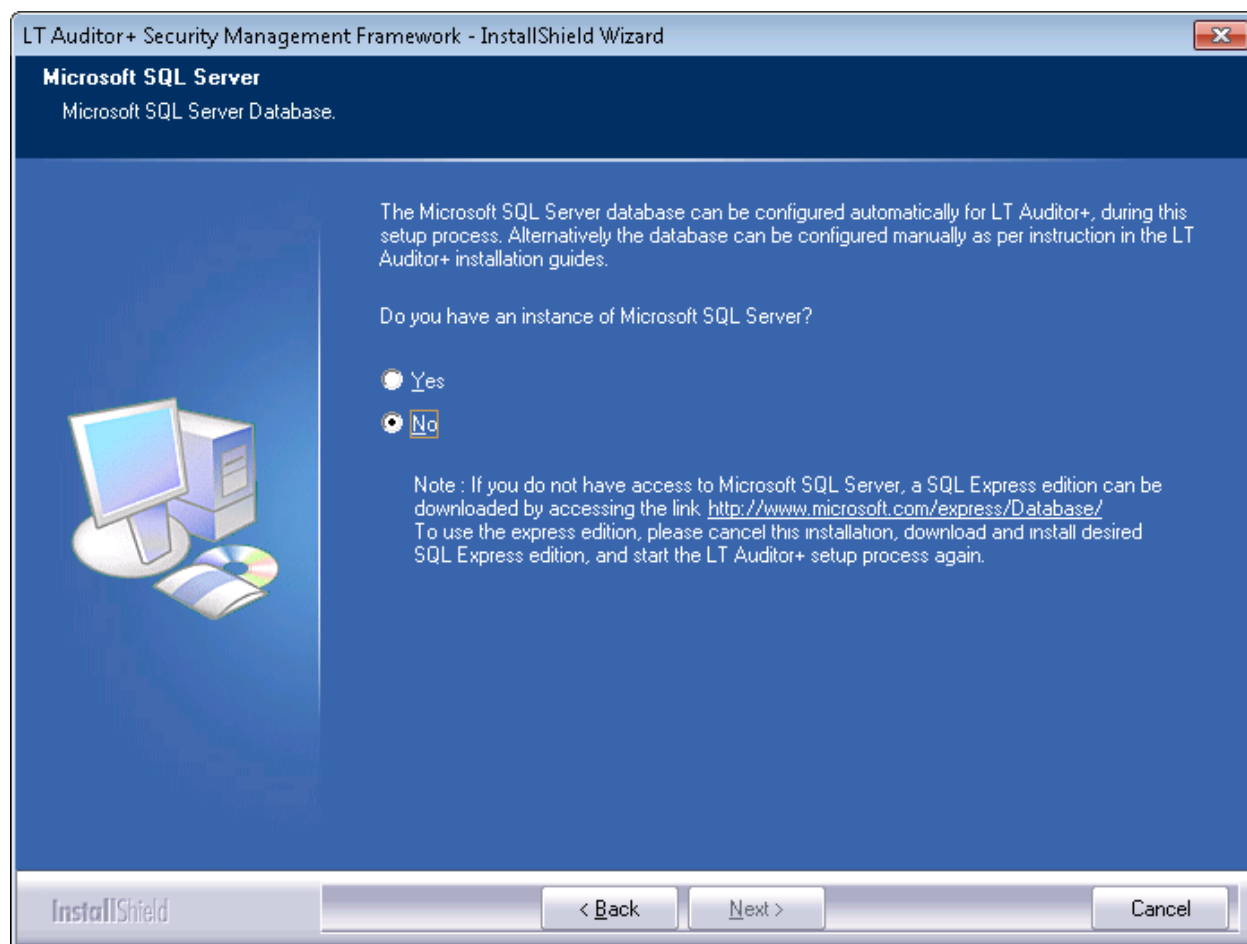 LT Auditor+ Security Management Framework - InstallShield Wizard
Microsoft SQL Server
Microsoft SQL Server Database.
The Microsoft SQL Server database can be configured automatically for LT Auditor+, during this
setup process. Alternatively the database can be configured manually as per instruction in the LT
Auditor+ installation guides.
Do you have an instance of Microsoft SQL Server?
Yes
No
Note : If you do not have access to Microsoft SQL Server, a SQL Express edition can be
downloaded by accessing the link http://www.microsoft.com/express/Database/
To use the express edition, please cancel this installation, download and install desired
SQL Express edition, and start the LT Auditor+ setup process again.
InstallShield
< Back
Next >
Cancel